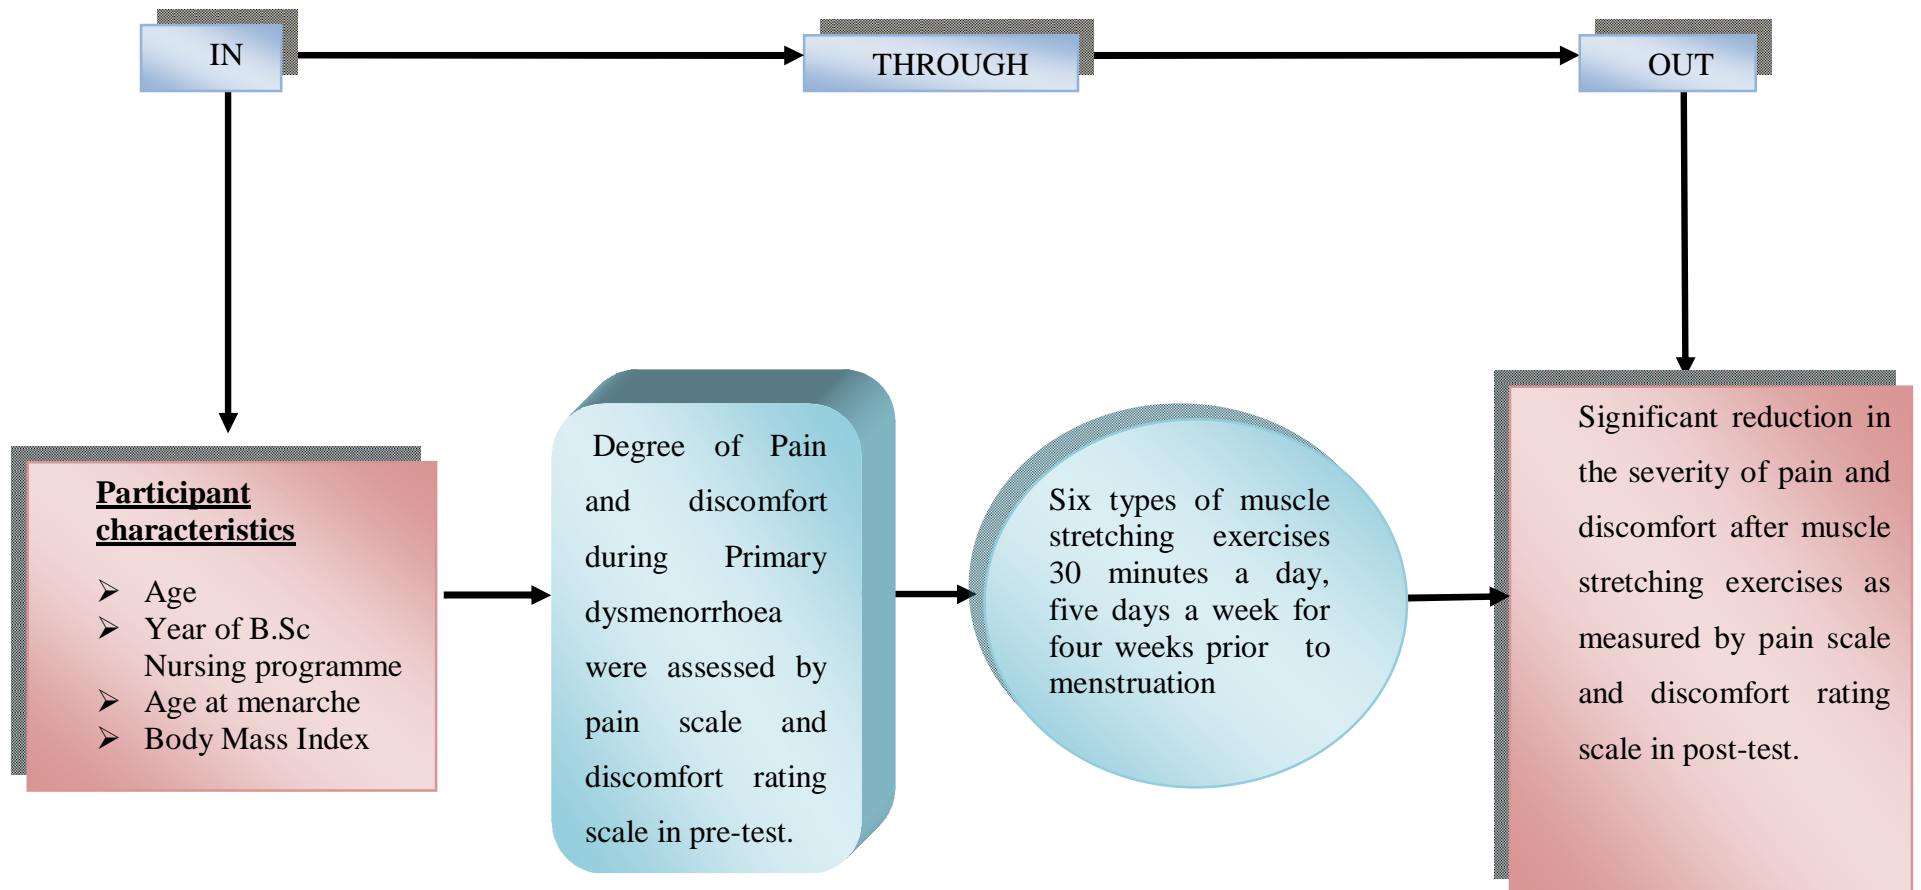 IN
THROUGH
OUT
Participant
characteristics
➢ Age
➢ Year of B.Sc
Nursing programme
➢ Age at menarche
➢ Body Mass Index
Degree of Pain
and discomfort
during Primary
dysmenorrhoea
were assessed by
pain scale and
discomfort rating
scale in pre-test.
Six types of muscle
stretching exercises
30 minutes a day,
five days a week for
four weeks prior to
menstruation
Significant reduction in
the severity of pain and
discomfort after muscle
stretching exercises as
measured by pain scale
and discomfort rating
scale in post-test.